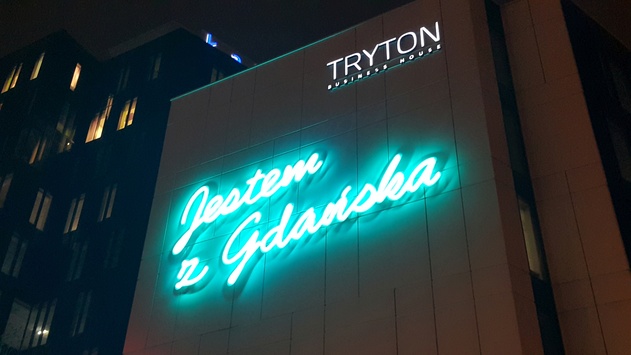 TRYTON
BUSINESS HOUSE
Jestem
z Gdańska